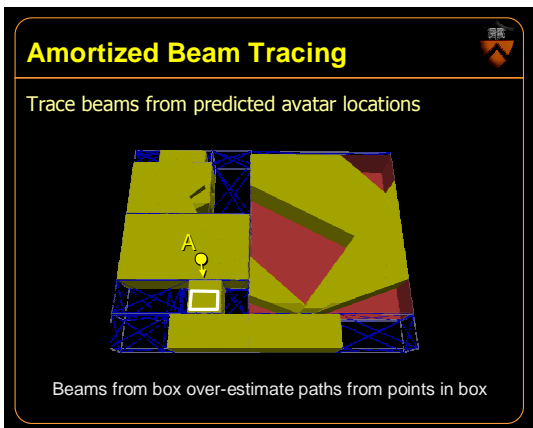 Amortized Beam Tracing
Trace beams from predicted avatar locations
A
Beams from box over-estimate paths from points in box